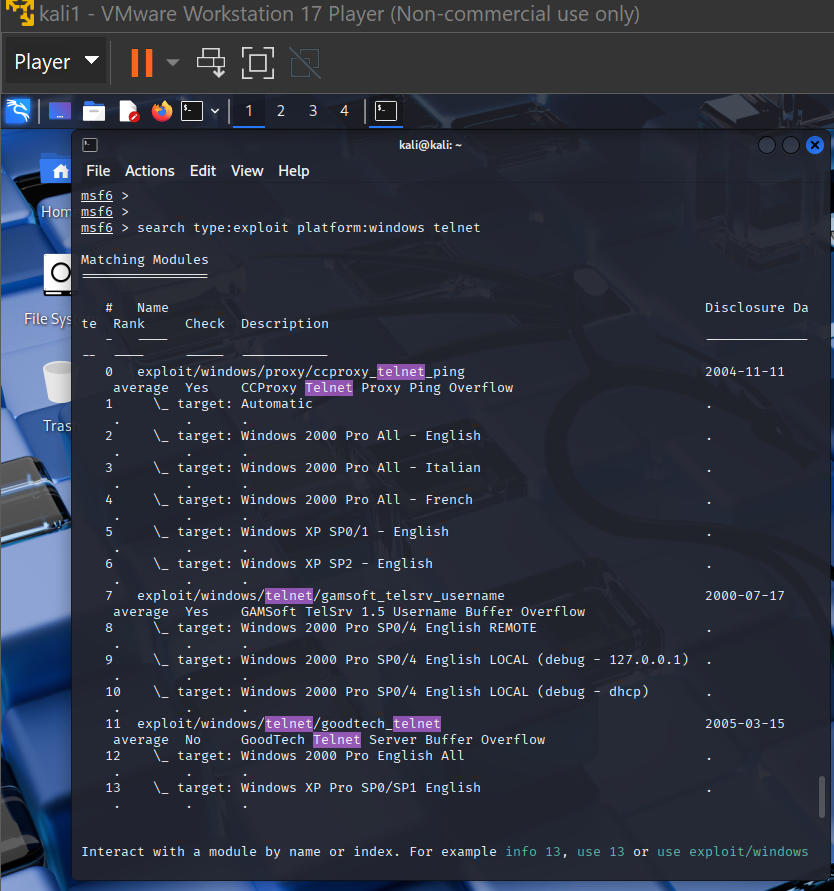 kali1 - VMware Workstation 17 Player (Non-commercial use only)
Player
1 2 3 4
kali@kali: ~
File Actions Edit View Help
Hom
File Sys
Tras
msf6 >
msf6 >
msf6 > search type:exploit platform:windows telnet
Matching Modules
================
# Name Disclosure Da
te Rank Check Description
- ---- -------------
-- ---- ----- -----------
0 exploit/windows/proxy/ccproxy_telnet_ping 2004-11-11
average Yes CCProxy Telnet Proxy Ping Overflow
1 \_ target: Automatic .
. . .
2 \_ target: Windows 2000 Pro All - English .
. . .
3 \_ target: Windows 2000 Pro All - Italian .
. . .
4 \_ target: Windows 2000 Pro All - French .
. . .
5 \_ target: Windows XP SP0/1 - English .
. . .
6 \_ target: Windows XP SP2 - English .
. . .
7 exploit/windows/telnet/gamsoft_telsrv_username 2000-07-17
average Yes GAMSoft TelSrv 1.5 Username Buffer Overflow
8 \_ target: Windows 2000 Pro SP0/4 English REMOTE .
. . .
9 \_ target: Windows 2000 Pro SP0/4 English LOCAL (debug - 127.0.0.1) .
. . .
10 \_ target: Windows 2000 Pro SP0/4 English LOCAL (debug - dhcp) .
. . .
11 exploit/windows/telnet/goodtech_telnet 2005-03-15
average No GoodTech Telnet Server Buffer Overflow
12 \_ target: Windows 2000 Pro English All .
. . .
13 \_ target: Windows XP Pro SP0/SP1 English .
. . .
Interact with a module by name or index. For example info 13, use 13 or use exploit/windows